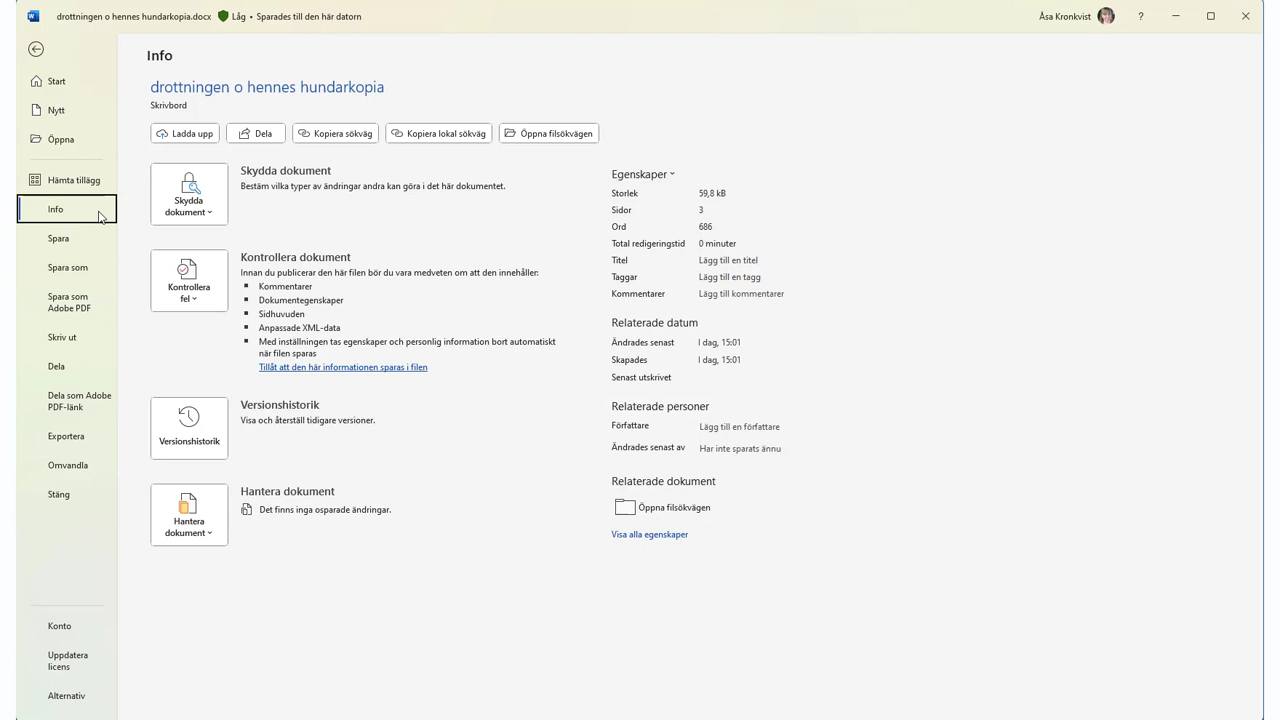 drottningen o hennes hundarkopia.docx Låg • Sparades till den här datorn
Åsa Kronkvist ?
Start
Nytt
Öppna
Hämta tillägg
Info
Spara
Spara som
Spara som
Adobe PDF
Skriv ut
Dela
Dela som Adobe
PDF-länk
Exportera
Omvandla
Stäng
Konto
Uppdatera
licens
Alternativ
Info
drottningen o hennes hundarkopia
Skrivbord
Ladda upp
Dela
Kopiera sökväg
Kopiera lokal sökväg
Öppna filsökvägen
Skydda
dokument
Skydda dokument
Bestäm vilka typer av ändringar andra kan göra i det här dokumentet.
Kontrollera
fel
Kontrollera dokument
Innan du publicerar den här filen bör du vara medveten om att den innehåller:
Kommentarer
Dokumentegenskaper
Sidhuvuden
Anpassade XML-data
Med inställningen tas egenskaper och personlig information bort automatiskt
när filen sparas
Tillåt att den här informationen sparas i filen
Versionshistorik
Versionshistorik
Visa och återställ tidigare versioner.
Hantera
dokument
Hantera dokument
Det finns inga osparade ändringar.
Egenskaper
Storlek 59,8 kB
Sidor 3
Ord 686
Total redigeringstid 0 minuter
Titel Lägg till en titel
Taggar Lägg till en tagg
Kommentarer Lägg till kommentarer
Relaterade datum
Ändrades senast I dag, 15:01
Skapades I dag, 15:01
Senast utskrivet
Relaterade personer
Författare Lägg till en författare
Ändrades senast av Har inte sparats ännu
Relaterade dokument
Öppna filsökvägen
Visa alla egenskaper